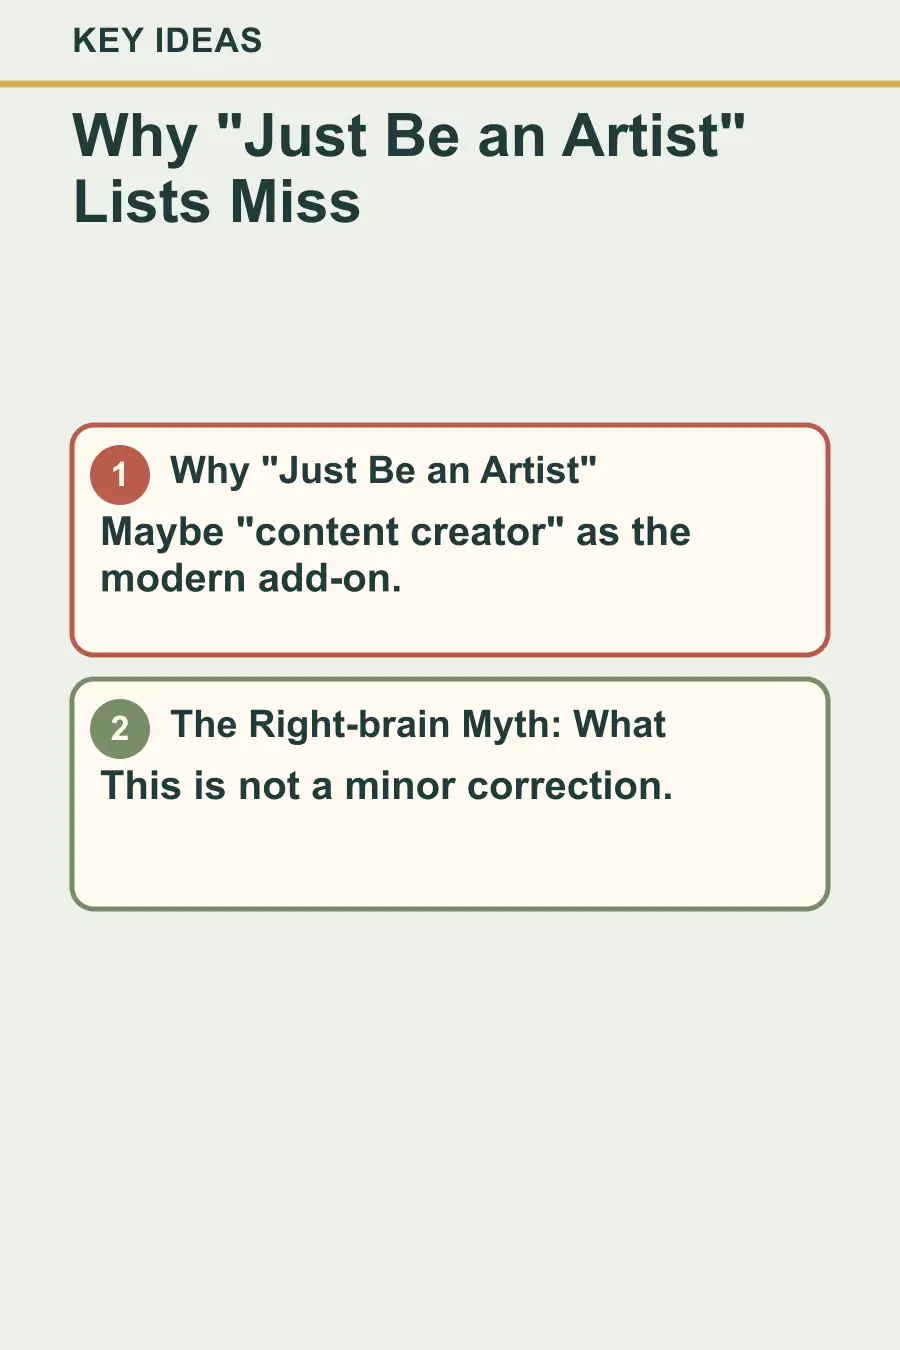 KEY IDEAS
Why "Just Be an Artist"
Lists Miss
1 Why "Just Be an Artist"
Maybe "content creator" as the
modern add-on.
2 The Right-brain Myth: What
This is not a minor correction.